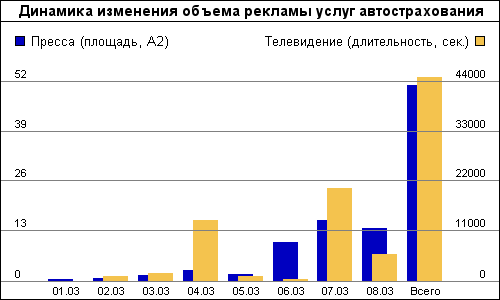 Динамика изменения объема рекламы услуг автострахования
Пресса (площадь, А2) Телевидение (длительность, сек.)
52 44000
39 33000
26 22000
13 11000
0 0
01.03 02.03 03.03 04.03 05.03 06.03 07.03 08.03 Всего